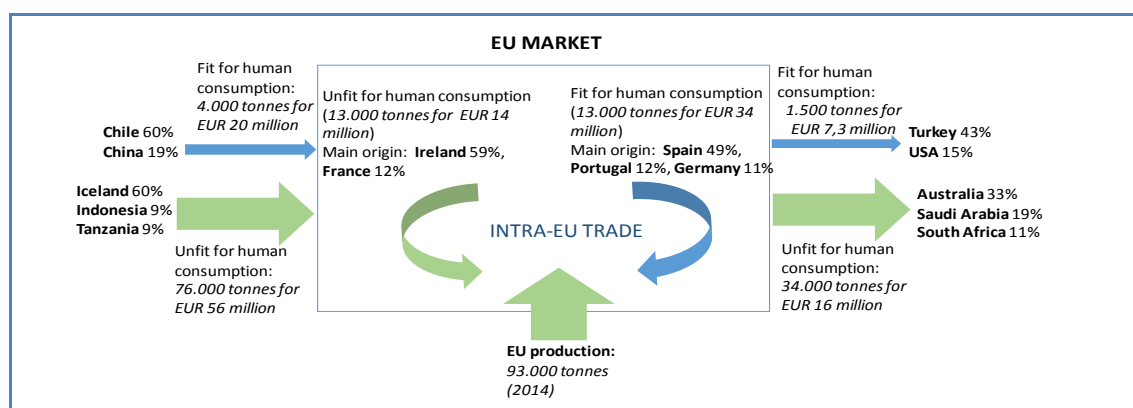 EU MARKET
Fit for human
consumption:
4.000 tonnes for
EUR 20 million
Chile 60%
China 19%
Iceland 60%
Indonesia 9%
Tanzania 9%
Unfit for human
consumption:
76.000 tonnes for
EUR 56 million
Unfit for human consumption
(13.000 tonnes for EUR 14
million)
Main origin: Ireland 59%,
France 12%
Fit for human consumption
(13.000 tonnes for EUR 34
million)
Main origin: Spain 49%,
Portugal 12%, Germany 11%
INTRA-EU TRADE
EU production:
93.000 tonnes
(2014)
Fit for human
consumption:
1.500 tonnes for
EUR 7,3 million
Turkey 43%
USA 15%
Australia 33%
Saudi Arabia 19%
South Africa 11%
Unfit for human
consumption:
34.000 tonnes for
EUR 16 million